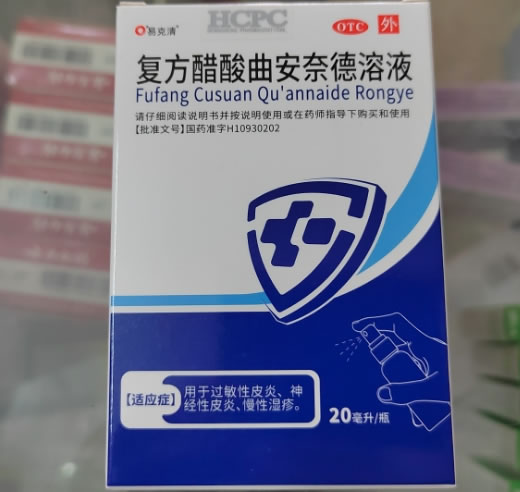 易克清
HCPC
OTC
外
复方醋酸曲安奈德溶液
Fufang Cusuan Qu'annaide Rongye
请仔细阅读说明书并按说明使用或在药师指导下购买和使用
【批准文号】国药准字H10930202
【适应症】
用于过敏性皮炎、神
经性皮炎、慢性湿疹。
20毫升/瓶